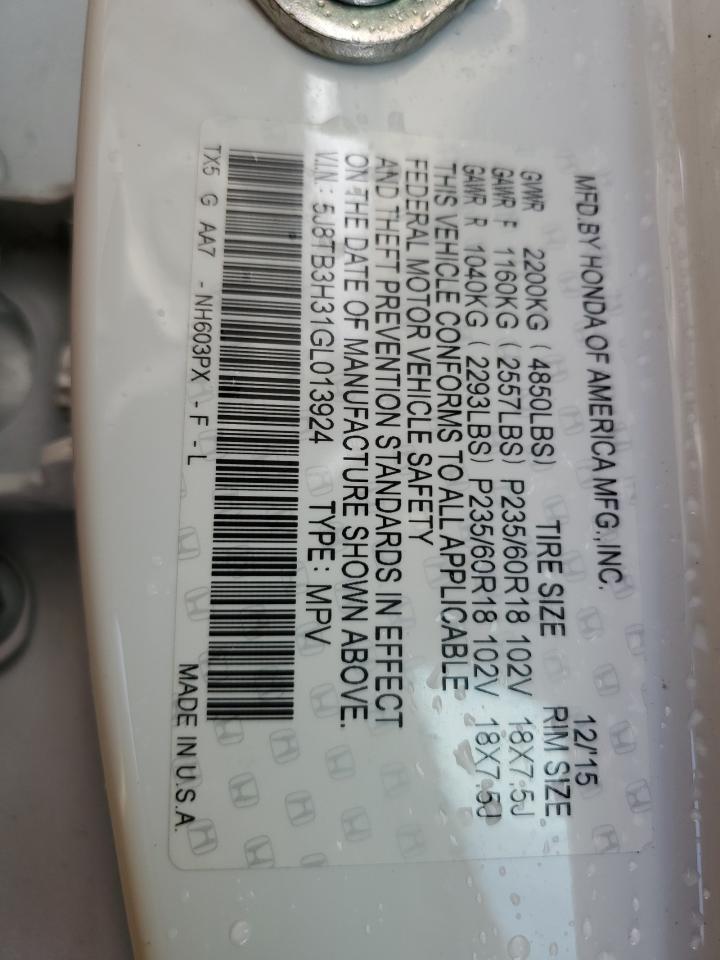 MFD. BY HONDA OF AMERICA MFG., INC. 12/'15
GVWR 2200KG ( 4850LBS) TIRE SIZE RIM SIZE
GAWR F 1160KG ( 2557LBS) P235/60R18 102V 18X7.5J
GAWR R 1040KG ( 2293LBS) P235/60R18 102V 18X7.5J
THIS VEHICLE CONFORMS TO ALL APPLICABLE
FEDERAL MOTOR VEHICLE SAFETY
AND THEFT PREVENTION STANDARDS IN EFFECT
ON THE DATE OF MANUFACTURE SHOWN ABOVE.
V.I.N : 5J8TB3H31GL013924 TYPE : MPV
TX5 G AA7 - NH603PX - F - L MADE IN U.S.A.